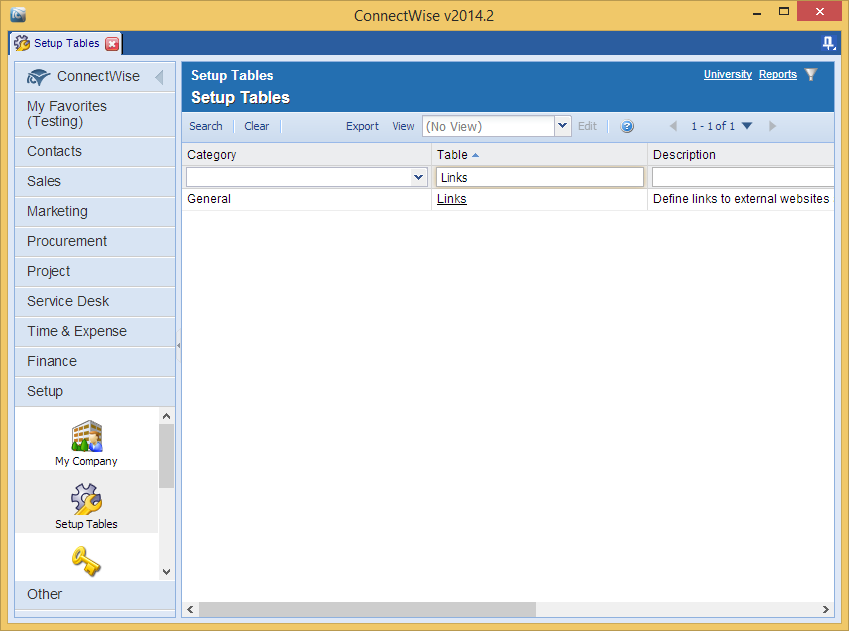 ConnectWise v2014.2
Setup Tables
ConnectWise
My Favorites
(Testing)
Contacts
Sales
Marketing
Procurement
Project
Service Desk
Time & Expense
Finance
Setup
My Company
Setup Tables
Other
Setup Tables
University Reports
Setup Tables
Search Clear Export View (No View) Edit 1 - 1 of 1
Category Table Description
Links
General Links Define links to external websites